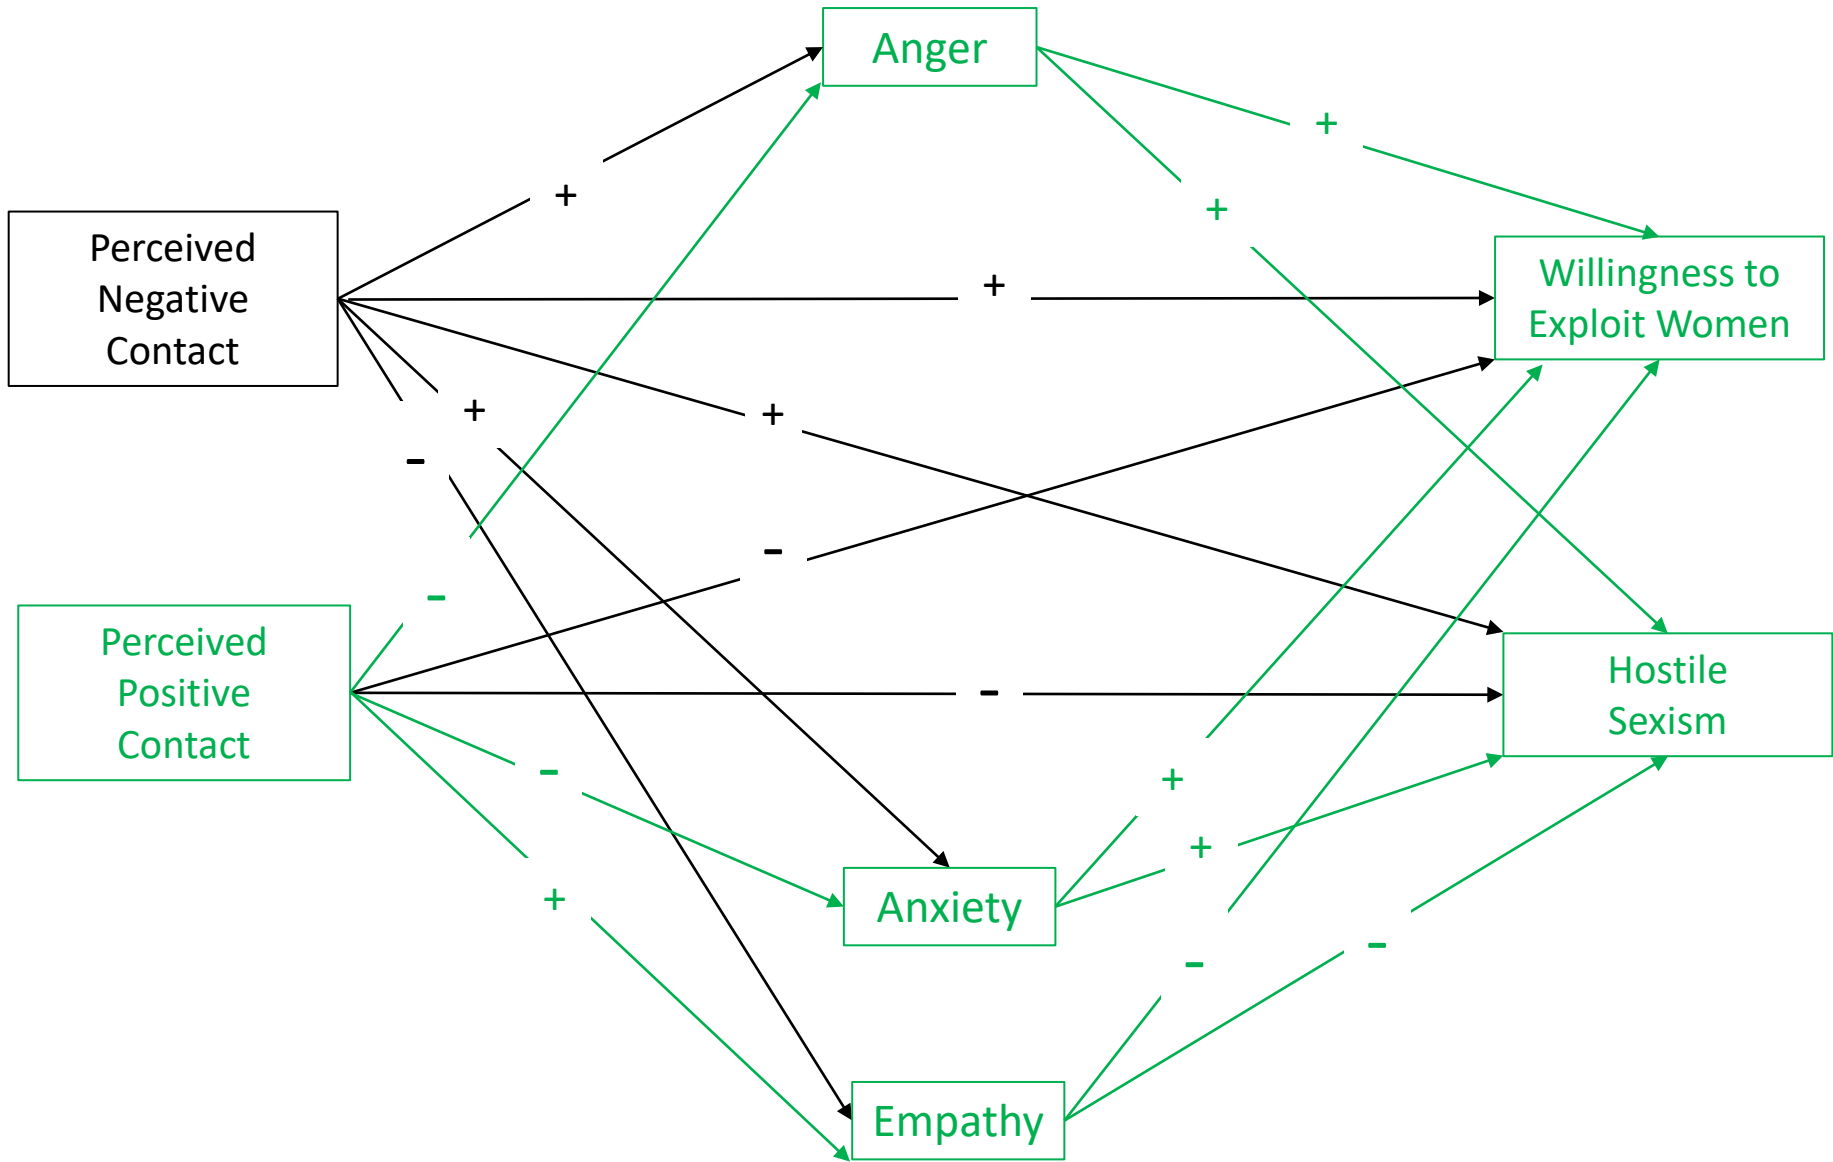 Anger
+
+
+
+
Perceived
Negative
Contact
+
Willingness to
Exploit Women
+
+
-
-
-
Perceived
Positive
Contact
-
Hostile
Sexism
-
+
+
+
Anxiety
-
-
Empathy